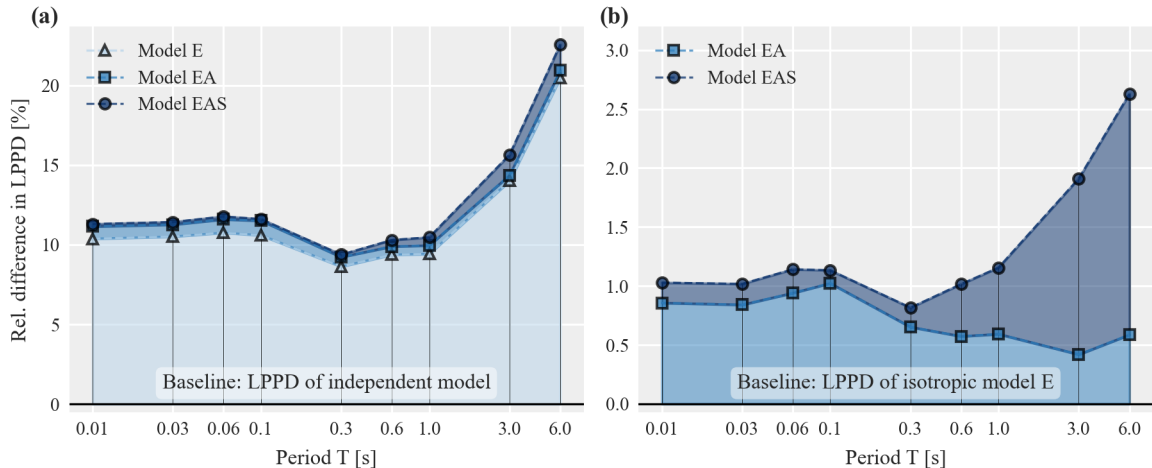 (a)
Rel. difference in LPPD [%]
20
15
10
5
0
Model E
Model EA
Model EAS
Baseline: LPPD of independent model
0.01 0.03 0.06 0.1 0.3 0.6 1.0 3.0 6.0
Period T [s]
(b)
3.0
2.5
2.0
1.5
1.0
0.5
0.0
Model EA
Model EAS
Baseline: LPPD of isotropic model E
0.01 0.03 0.06 0.1 0.3 0.6 1.0 3.0 6.0
Period T [s]